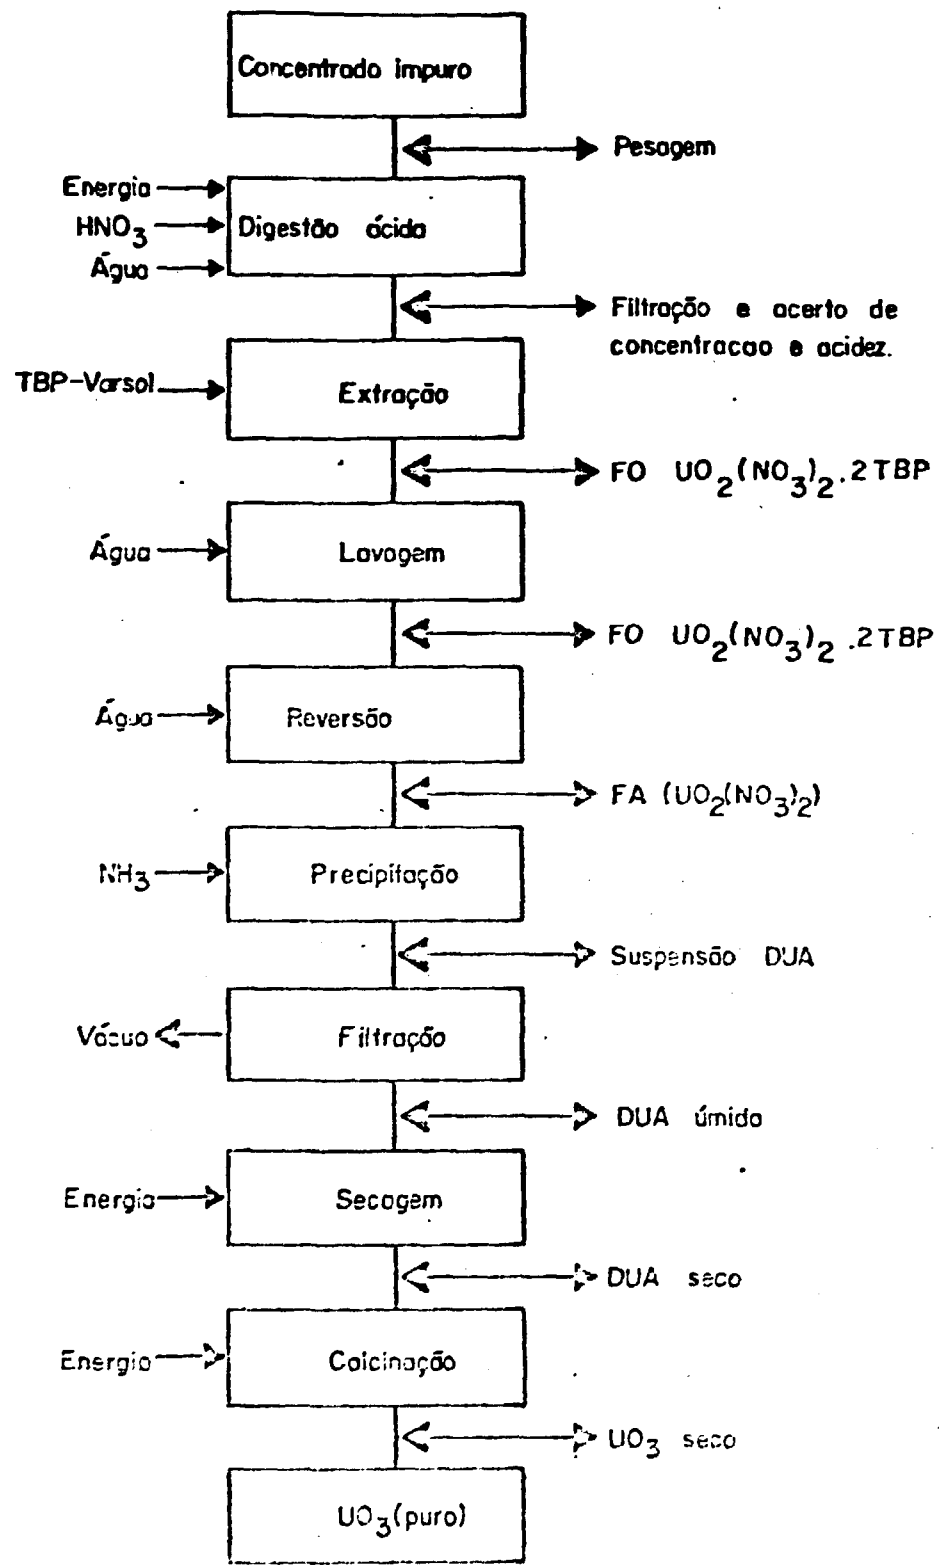 Concentrado impuro
Pesagem
Energia
HNO3
Água
Digestão ácida
Filtração e acerto de
concentracao e acidez.
TBP-Varsol
Extração
FO UO2(NO3)2.2TBP
Água
Lavagem
FO UO2(NO3)2.2TBP
Água
Reversão
FA (UO2(NO3)2)
NH3
Precipitação
Suspensão DUA
Vácuo
Filtração
DUA úmido
Energia
Secagem
DUA seco
Energia
Calcinação
UO3 seco
UO3(puro)